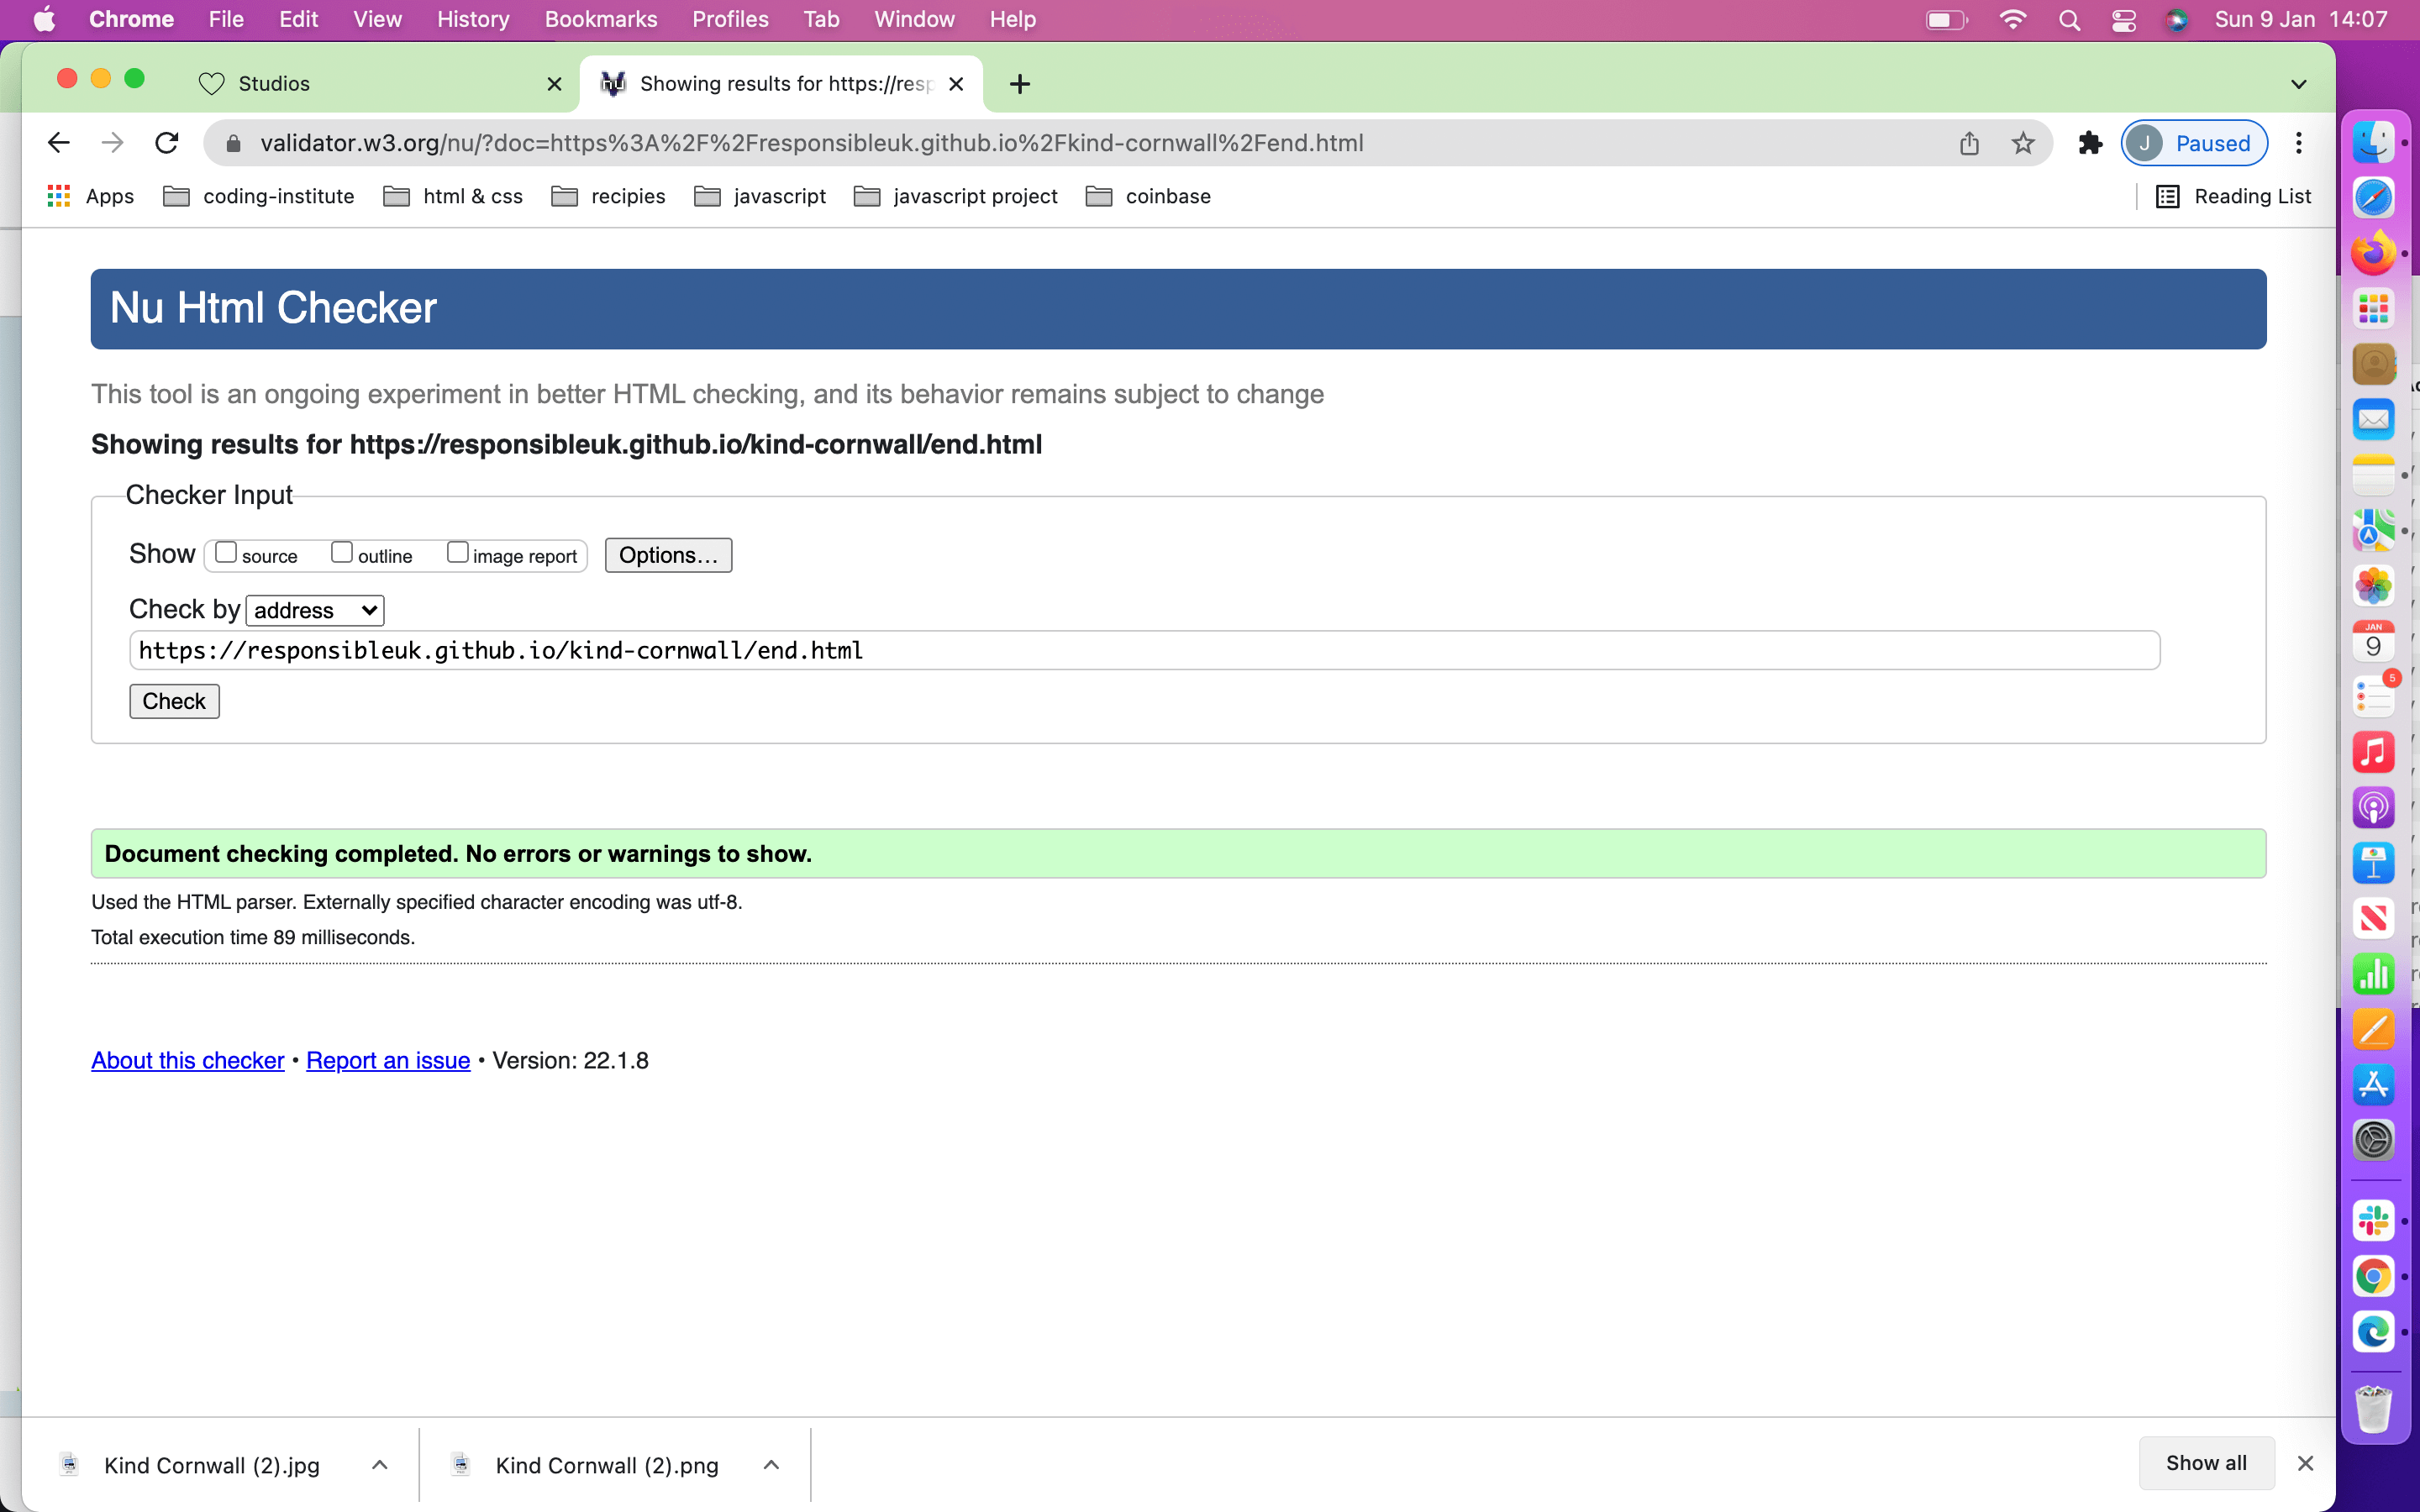 Chrome File Edit View History Bookmarks Profiles Tab Window Help Sun 9 Jan 14:07
Studios Showing results for https://resp
validator.w3.org/nu/?doc=https%3A%2F%2Fresponsibleuk.github.io%2Fkind-cornwall%2Fend.html J Paused
Apps coding-institute html & css recipies javascript javascript project coinbase Reading List
Nu Html Checker
This tool is an ongoing experiment in better HTML checking, and its behavior remains subject to change
Showing results for https://responsibleuk.github.io/kind-cornwall/end.html
Checker Input
Show source outline image report Options...
Check by address
https://responsibleuk.github.io/kind-cornwall/end.html
Check
JAN
9
5
Document checking completed. No errors or warnings to show.
Used the HTML parser. Externally specified character encoding was utf-8.
Total execution time 89 milliseconds.
About this checker • Report an issue • Version: 22.1.8
Kind Cornwall (2).jpg Kind Cornwall (2).png Show all